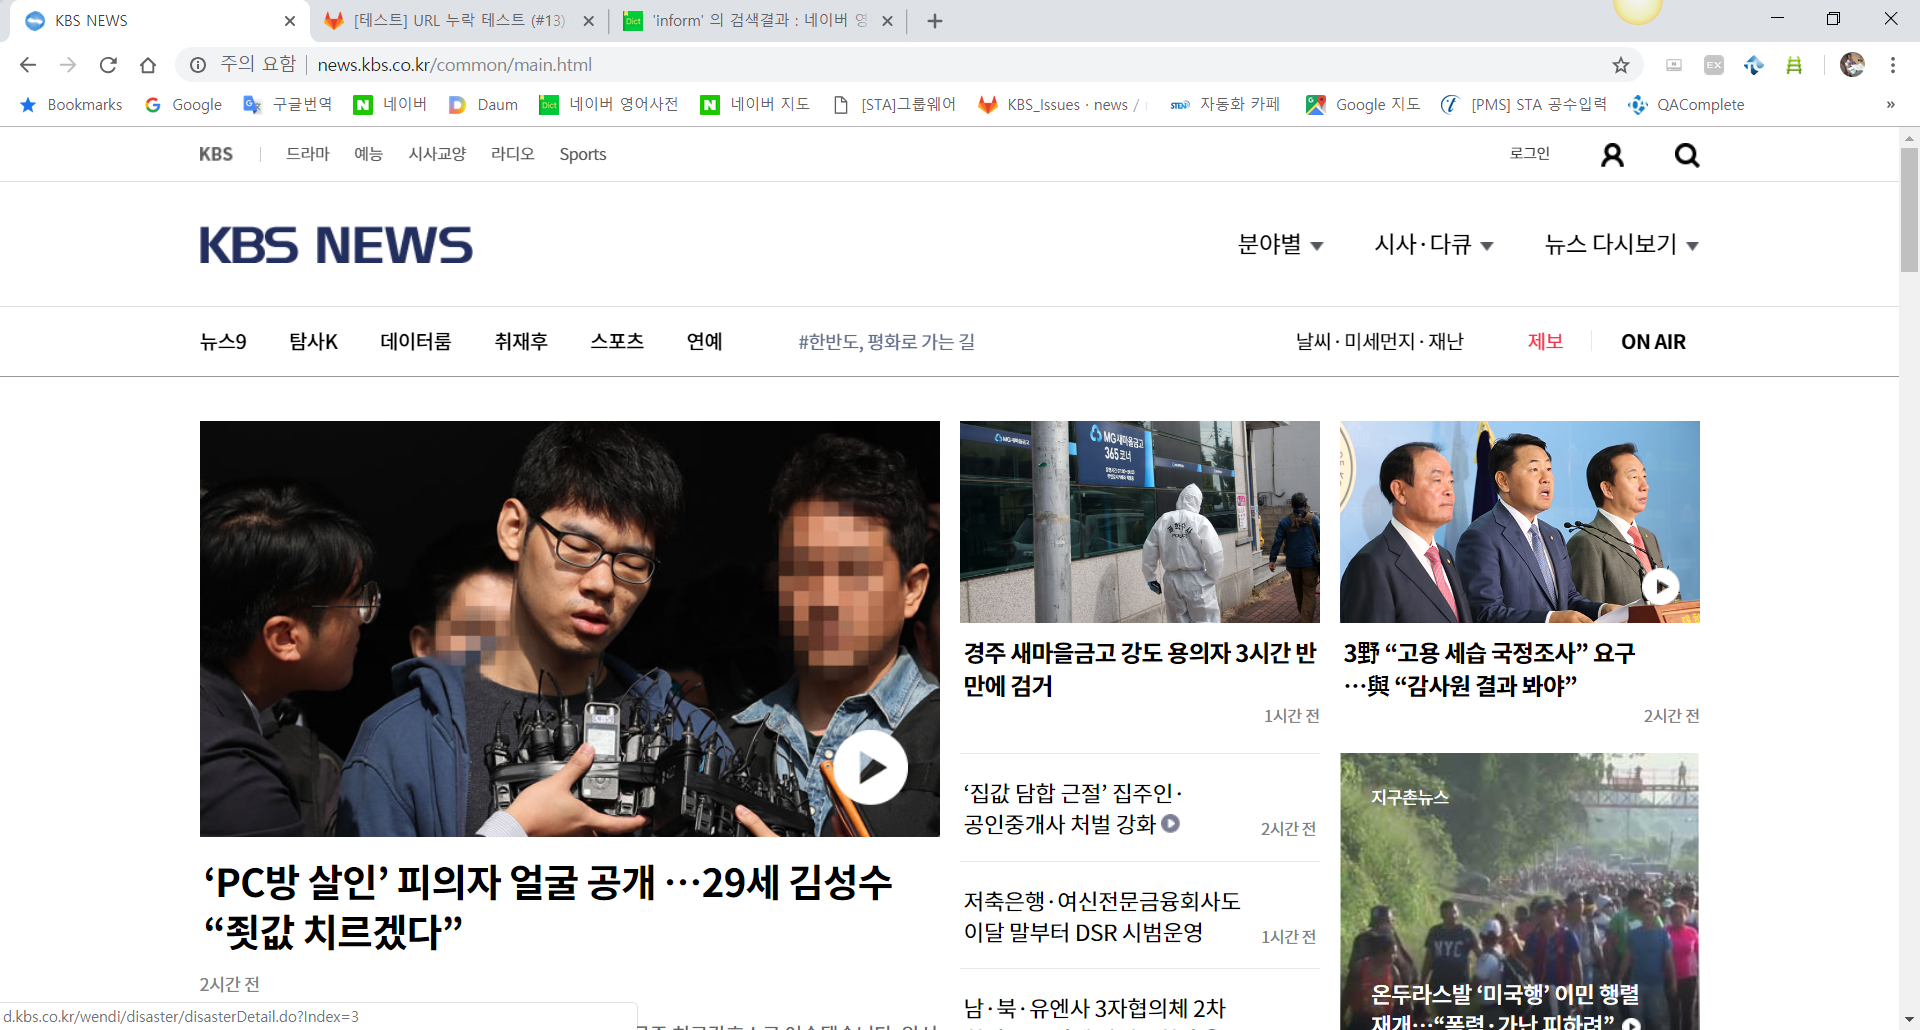 KBS NEWS
[테스트] URL 누락 테스트 (#13)
'inform' 의 검색결과 : 네이버 영
주의 요함 | news.kbs.co.kr/common/main.html
Bookmarks Google 구글번역 네이버 Daum 네이버 영어사전 네이버 지도 [STA]그룹웨어 KBS_Issues · news / 자동화 카페 Google 지도 [PMS] STA 공수입력 QAComplete »
KBS 드라마 예능 시사교양 라디오 Sports 로그인
KBS NEWS
분야별 시사·다큐 뉴스 다시보기
뉴스9 탐사K 데이터룸 취재후 스포츠 연예 #한반도, 평화로 가는 길 날씨·미세먼지·재난 제보 ON AIR
MG새마을금고
365코너
‘PC방 살인’ 피의자 얼굴 공개 …29세 김성수
“죗값 치르겠다”
2시간 전
경주 새마을금고 강도 용의자 3시간 반
만에 검거
1시간 전
‘집값 담합 근절’ 집주인·
공인중개사 처벌 강화
2시간 전
저축은행·여신전문금융회사도
이달 말부터 DSR 시범운영
1시간 전
남·북·유엔사 3자협의체 2차
3野 “고용 세습 국정조사” 요구
…與 “감사원 결과 봐야”
2시간 전
지구촌뉴스
NYC
온두라스발 ‘미국행’ 이민 행렬
재개…“폭력·가난 피하려”
d.kbs.co.kr/wendi/disaster/disasterDetail.do?Index=3